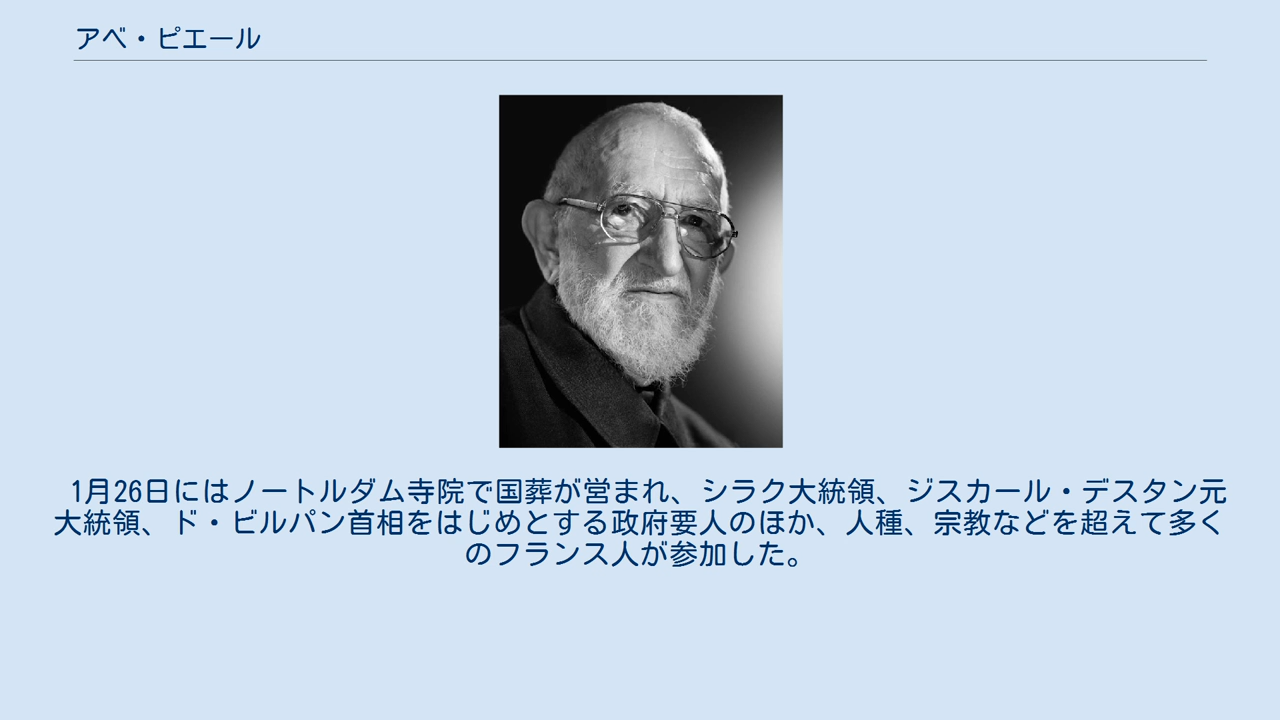 アベ・ピエール
1月26日にはノートルダム寺院で国葬が営まれ、シラク大統領、ジスカール・デスタン元
大統領、ド・ビルパン首相をはじめとする政府要人のほか、人種、宗教などを超えて多く
のフランス人が参加した。